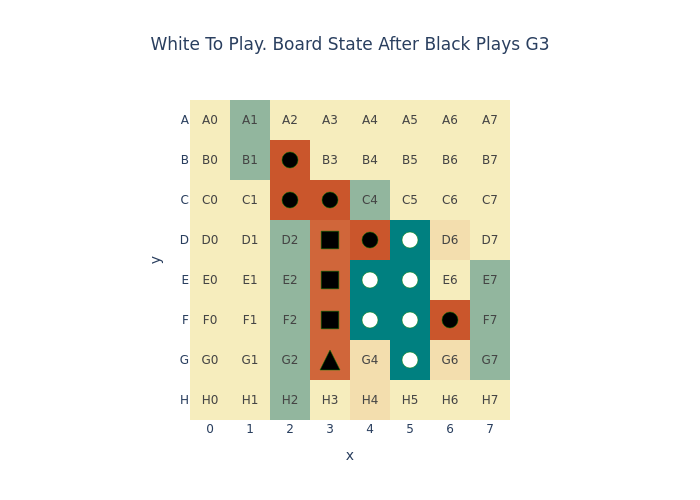 White To Play. Board State After Black Plays G3
A A0 A1 A2 A3 A4 A5 A6 A7
B B0 B1 B3 B4 B5 B6 B7
C C0 C1 C4 C5 C6 C7
D D0 D1 D2 D6 D7
E E0 E1 E2 E6 E7
F F0 F1 F2 F7
G G0 G1 G2 G4 G6 G7
H H0 H1 H2 H3 H4 H5 H6 H7
0 1 2 3 4 5 6 7
x
y